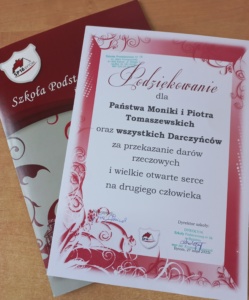 Szkoła Podst
Podziękowanie
dla
Państwa Moniki i Piotra
Tomaszewskich
oraz wszystkich Darczyńców
za przekazanie darów
rzeczowych
i wielkie otwarte serce
na drugiego człowieka